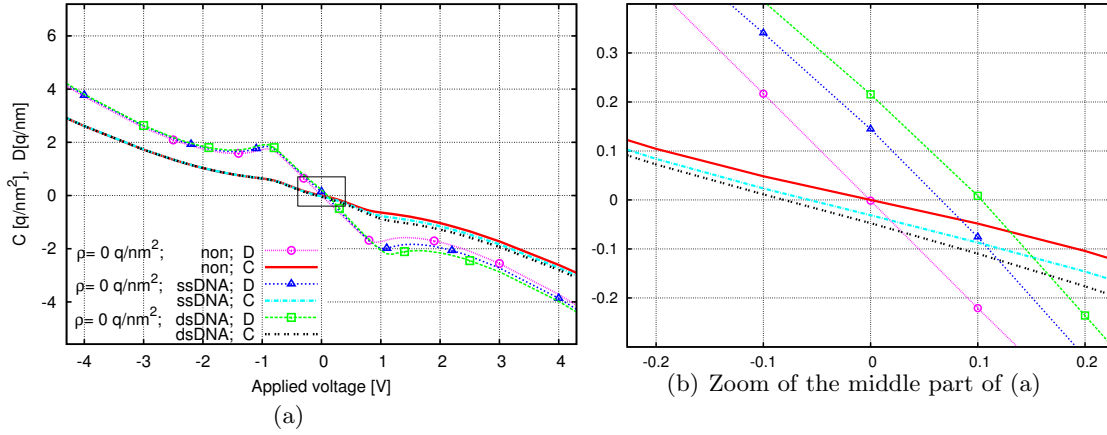 6
4
2
0
-2
-4
C [q/nm²], D[q/nm]
ρ= 0 q/nm²; non; D
non; C
ρ= 0 q/nm²; ssDNA; D
ssDNA; C
ρ= 0 q/nm²; dsDNA; D
dsDNA; C
-4 -3 -2 -1 0 1 2 3 4
Applied voltage [V]
(a)
0.3
0.2
0.1
0
-0.1
-0.2
-0.2 -0.1 0 0.1 0.2
(b) Zoom of the middle part of (a)